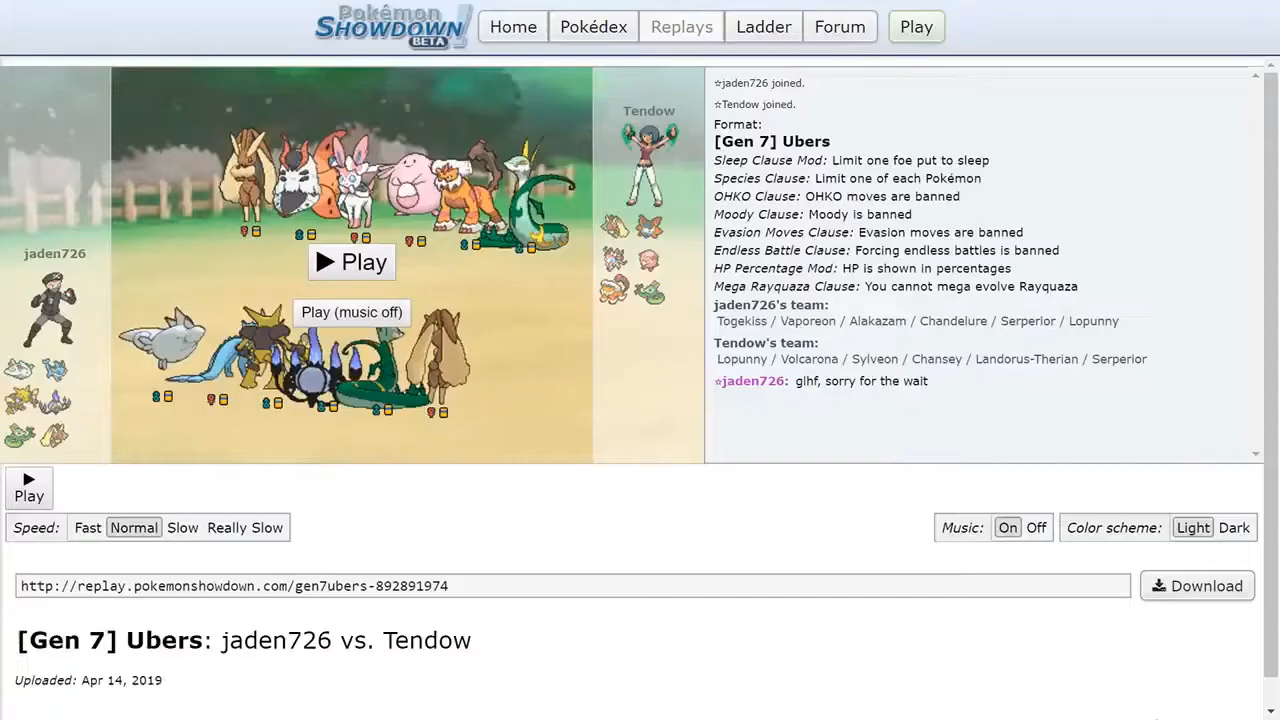 Pokémon
SHOWDOWN!
BETA
Home
Pokédex
Replays
Ladder
Forum
Play
jaden726
Tendow
Play
Play (music off)
☆jaden726 joined.
☆Tendow joined.
Format:
[Gen 7] Ubers
Sleep Clause Mod: Limit one foe put to sleep
Species Clause: Limit one of each Pokémon
OHKO Clause: OHKO moves are banned
Moody Clause: Moody is banned
Evasion Moves Clause: Evasion moves are banned
Endless Battle Clause: Forcing endless battles is banned
HP Percentage Mod: HP is shown in percentages
Mega Rayquaza Clause: You cannot mega evolve Rayquaza
jaden726's team:
Togekiss / Vaporeon / Alakazam / Chandelure / Serperior / Lopunny
Tendow's team:
Lopunny / Volcarona / Sylveon / Chansey / Landorus-Therian / Serperior
☆jaden726: glhf, sorry for the wait
Play
Speed: Fast Normal Slow Really Slow
Music: On Off
Color scheme: Light Dark
http://replay.pokemonshowdown.com/gen7ubers-892891974
Download
[Gen 7] Ubers: jaden726 vs. Tendow
Uploaded: Apr 14, 2019